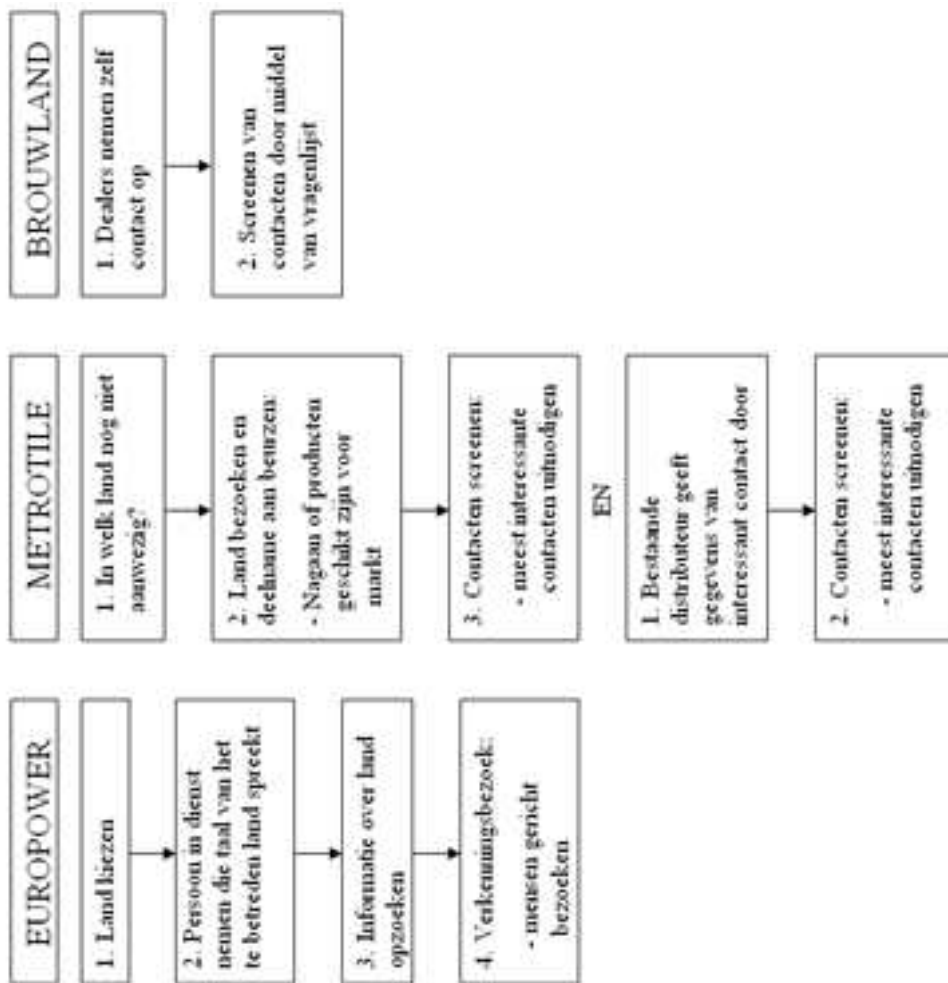 EUROPOWER
1. Land kiezen
2. Persoon in dienst
nemen die taal van het
te betreden land spreekt
3. Informatie over land
opzoeken
4. Verkenningsbezoek:
- mensen gericht
bezoeken
METROTILE
1. In welk land nog niet
aanwezig?
2. Land bezoeken en
deelname aan beurzen:
- Nagaan of producten
geschikt zijn voor
markt
3. Contacten screenen:
- meest interessante
contacten uitnodigen
EN
1. Bestaande
distributeur geeft
gegevens van
interessant contact door
2. Contacten screenen:
- meest interessante
contacten uitnodigen
BROUWLAND
1. Dealers nemen zelf
contact op
2. Screenen van
contacten door middel
van vragenlijst